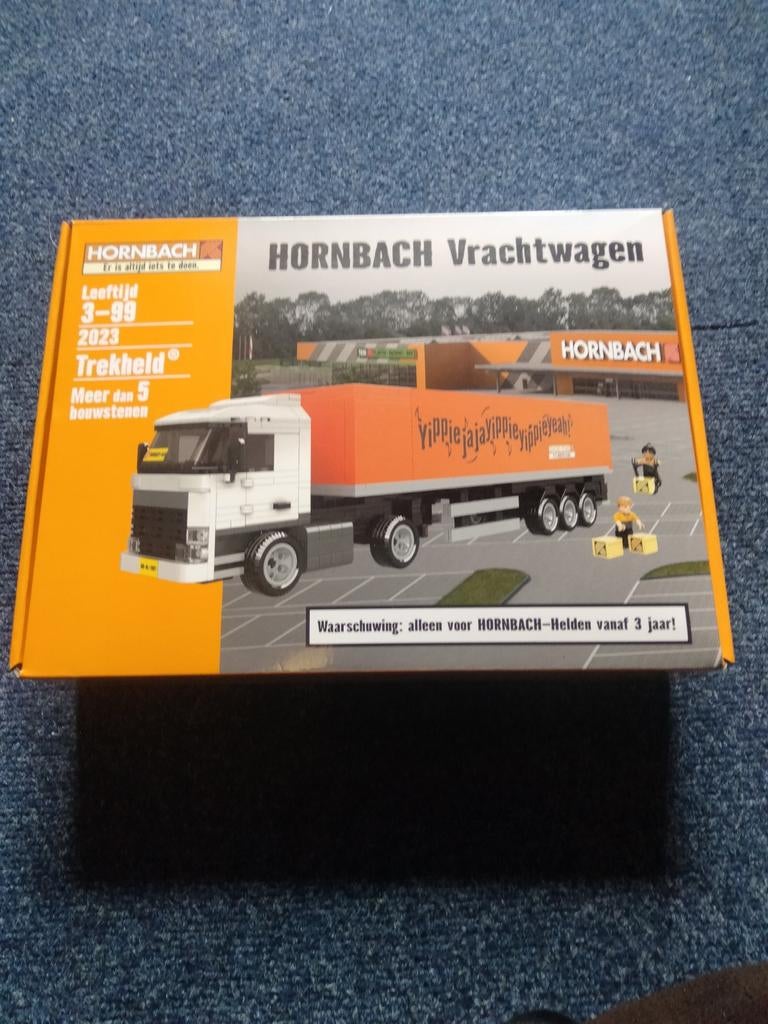 HORNBACH
Er is altijd iets te doen.
HORNBACH Vrachtwagen
Leeftijd
3-99
2023
Trekheld®
Meer dan 5
bouwstenen
HORNBACH
Yippiejajayippieyippieyeah!
Waarschuwing: alleen voor HORNBACH-Helden vanaf 3 jaar!